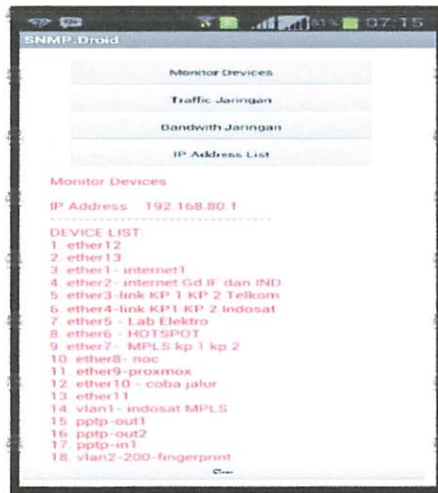 51% 07:15
SNMP.Droid
Monitor Devices
Traffic Jaringan
Bandwith Jaringan
IP Address List
Monitor Devices
IP Address 192.168.80.1
--------------------------------
DEVICE LIST
1. ether12
2. ether13
3 ether1- internet1
4 ether2- internet Gd IF dan IND
5 ether3-link KP 1 KP 2 Telkom
6. ether4-link KP1 KP 2 Indosat
7 ether5 - Lab Elektro
8 ether6 - HOTSPOT
9 ether7- MPLS kp 1 kp 2
10 ether8- noc
11 ether9-proxmox
12 ether10 - coba jalur
13 ether11
14 vlan1- indosat MPLS
15 pptp-out1
16 pptp-out2
17 pptp-in1
18. vlan2-200-fingerprint